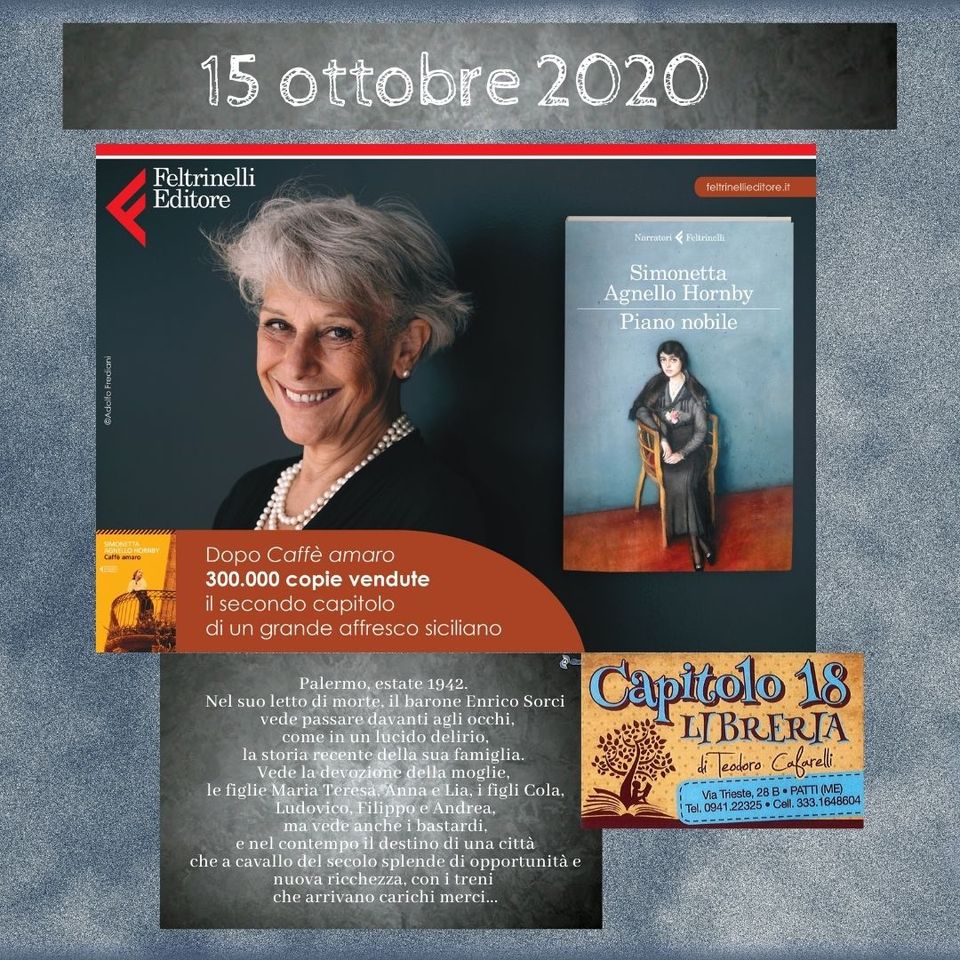 15 ottobre 2020
Feltrinelli
Editore
feltrinellieditore.it
©Adolfo Frediani
Narratori Feltrinelli
Simonetta
Agnello Hornby
Piano nobile
SIMONETTA
AGNELLO HORNBY
Caffè amaro
Dopo Caffè amaro
300.000 copie vendute
il secondo capitolo
di un grande affresco siciliano
Palermo, estate 1942.
Nel suo letto di morte, il barone Enrico Sorci
vede passare davanti agli occhi,
come in un lucido delirio,
la storia recente della sua famiglia.
Vede la devozione della moglie,
le figlie Maria Teresa, Anna e Lia, i figli Cola,
Ludovico, Filippo e Andrea,
ma vede anche i bastardi,
e nel contempo il destino di una città
che a cavallo del secolo splende di opportunità e
nuova ricchezza, con i treni
che arrivano carichi merci...
Capitolo 18
LIBRERIA
di Teodoro Cafarelli
Via Trieste, 28 B • PATTI (ME)
Tel. 0941.22325 • Cell. 333.1648604